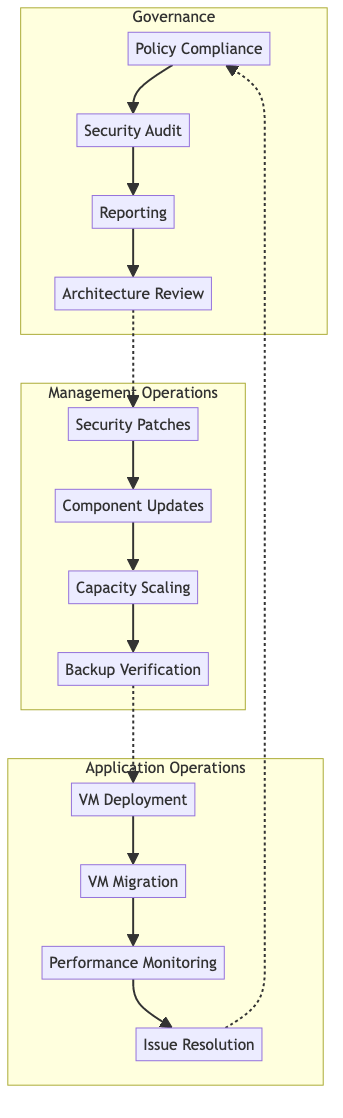 Governance
Policy Compliance
Security Audit
Reporting
Architecture Review
Management Operations
Security Patches
Component Updates
Capacity Scaling
Backup Verification
Application Operations
VM Deployment
VM Migration
Performance Monitoring
Issue Resolution